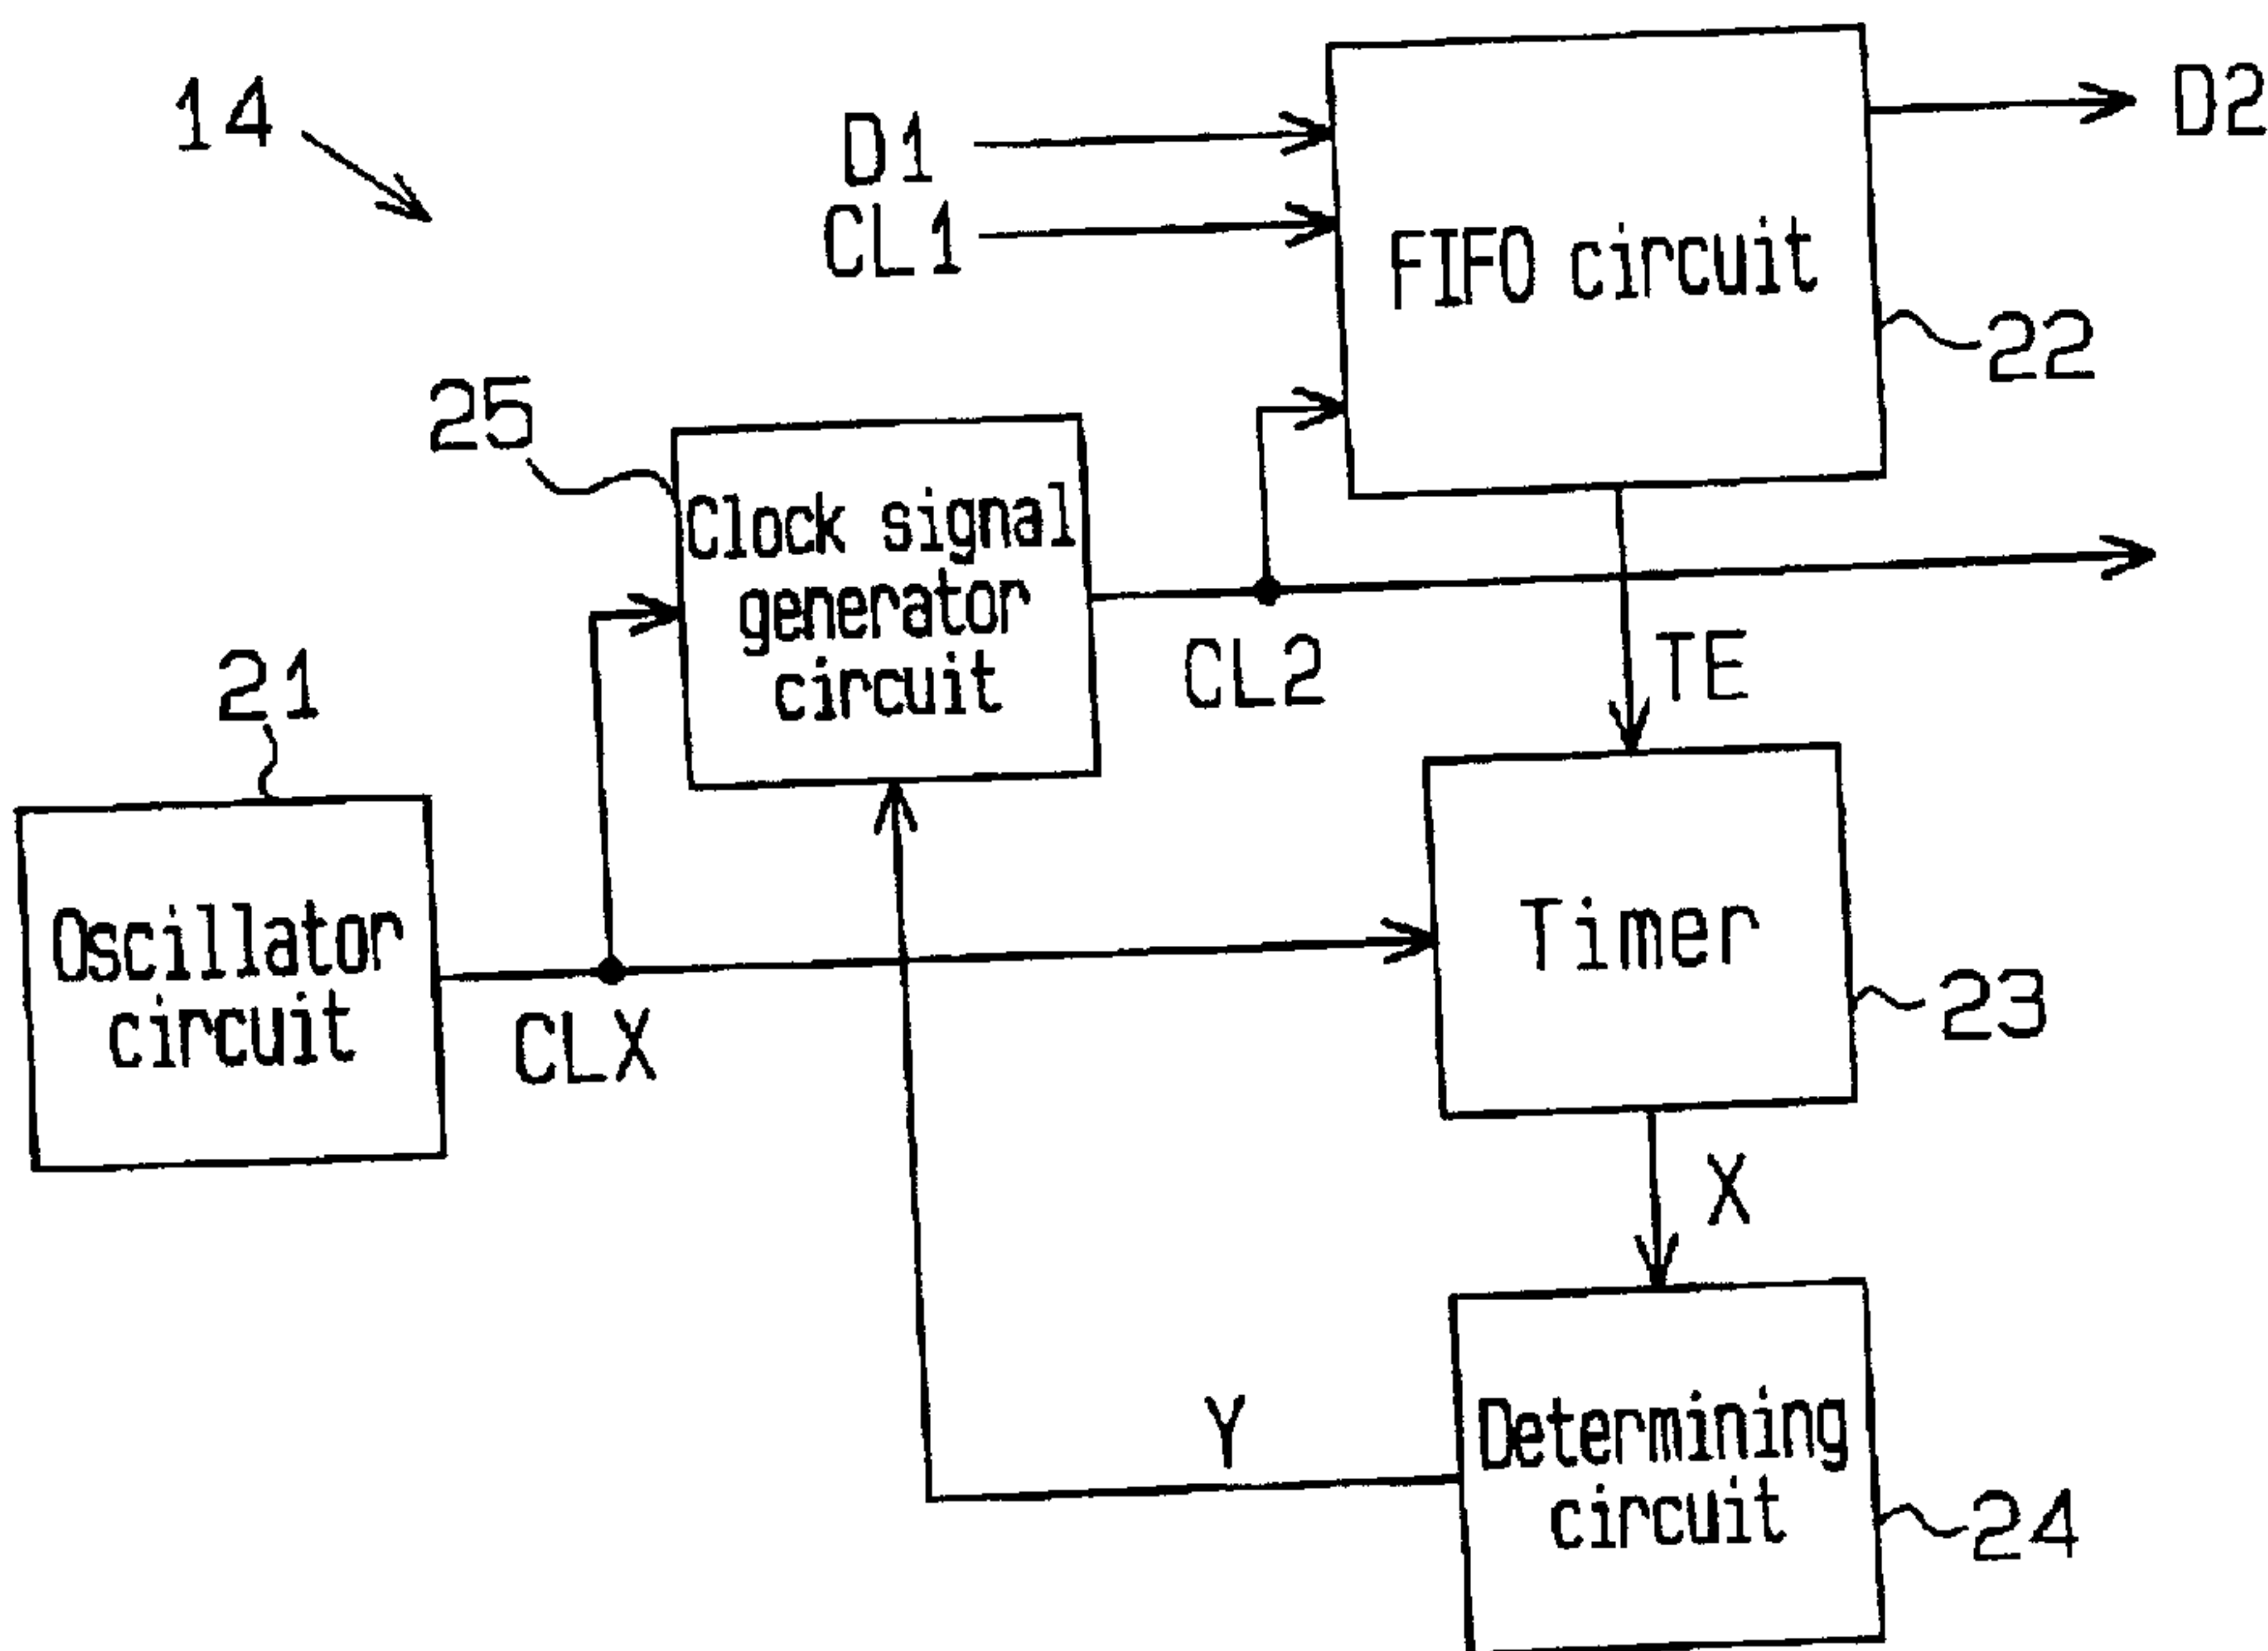 14
D1
CL1
FIFO circuit
D2
22
25
Clock signal
generator
circuit
CL2
TE
21
Oscillator
circuit
CLX
Timer
23
X
Y
Determining
circuit
24